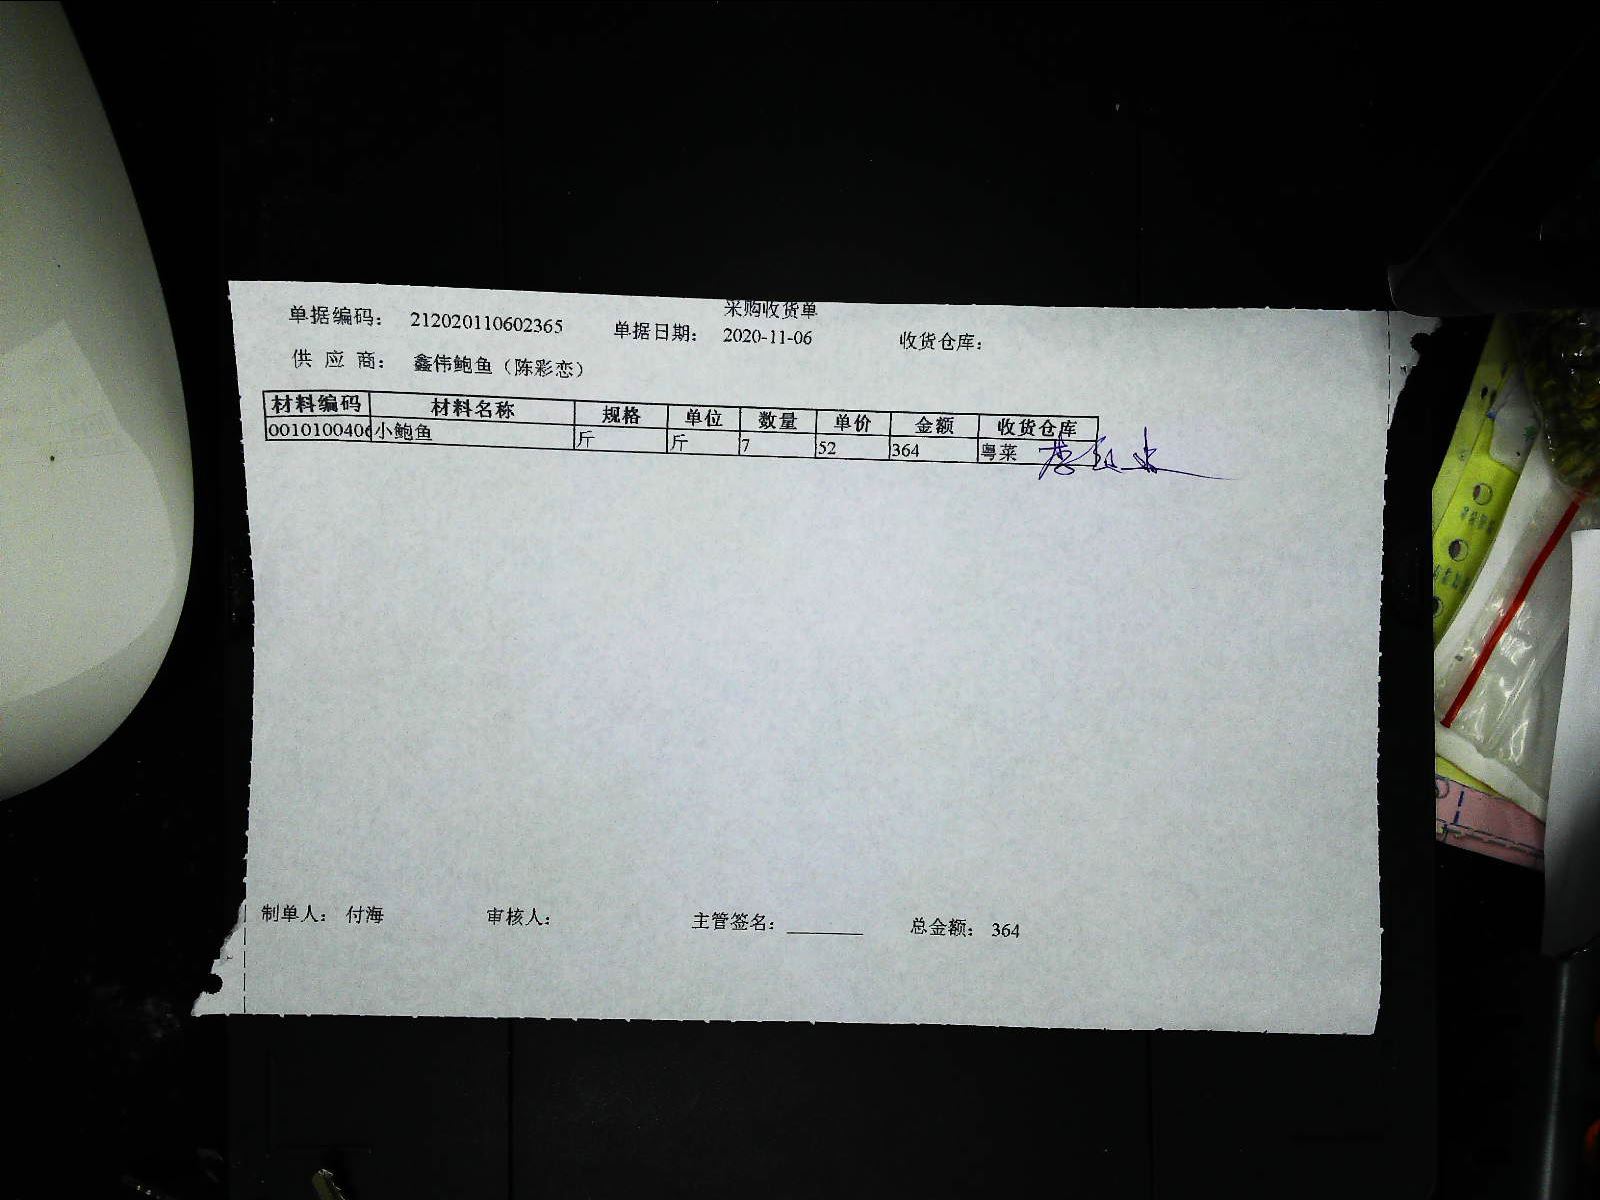 采购收货单
单据编码： 212020110602365 单据日期： 2020-11-06 收货仓库：
供 应 商： 鑫伟鲍鱼（陈彩恋）
材料编码 材料名称 规格 单位 数量 单价 金额 收货仓库
0010100406 小鲍鱼 斤 斤 7 52 364 粤菜
制单人： 付海 审核人： 主管签名： ________ 总金额： 364